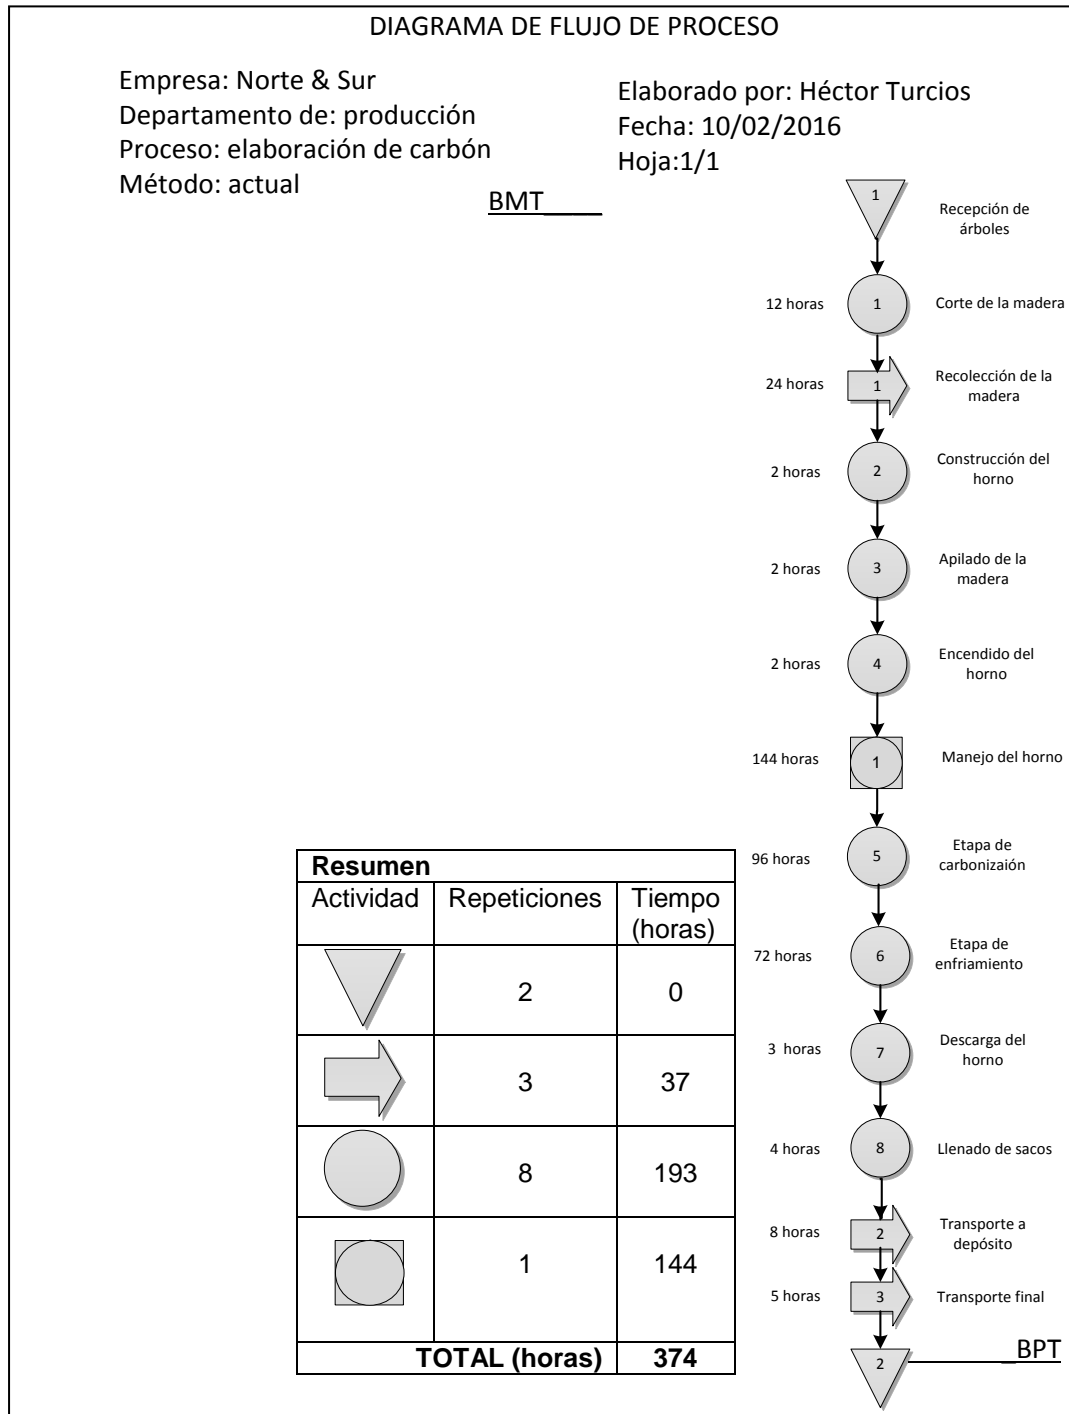 DIAGRAMA DE FLUJO DE PROCESO
Empresa: Norte & Sur
Departamento de: producción
Proceso: elaboración de carbón
Método: actual
Elaborado por: Héctor Turcios
Fecha: 10/02/2016
Hoja:1/1
BMT____
1
Recepción de
árboles
12 horas
1
Corte de la madera
24 horas
1
Recolección de la
madera
2 horas
2
Construcción del
horno
2 horas
3
Apilado de la
madera
2 horas
4
Encendido del
horno
144 horas
1
Manejo del horno
96 horas
5
Etapa de
carbonizaión
72 horas
6
Etapa de
enfriamiento
3 horas
7
Descarga del
horno
4 horas
8
Llenado de sacos
8 horas
2
Transporte a
depósito
5 horas
3
Transporte final
2
_BPT
Resumen
Actividad Repeticiones Tiempo
(horas)
2 0
3 37
8 193
1 144
TOTAL (horas) 374